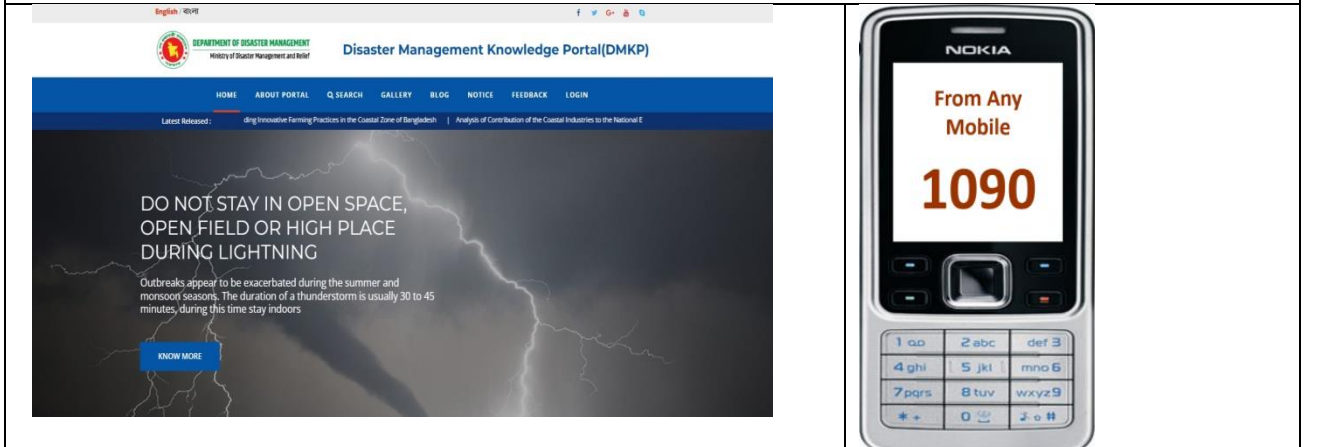 English / বাংলা
f G+
DEPARTMENT OF DISASTER MANAGEMENT
Ministry of Disaster Management and Relief
Disaster Management Knowledge Portal(DMKP)
HOME ABOUT PORTAL SEARCH GALLERY BLOG NOTICE FEEDBACK LOGIN
Latest Released : ding Innovative Farming Practices in the Coastal Zone of Bangladesh | Analysis of Contribution of the Coastal Industries to the National E
DO NOT STAY IN OPEN SPACE,
OPEN FIELD OR HIGH PLACE
DURING LIGHTNING
Outbreaks appear to be exacerbated during the summer and
monsoon seasons. The duration of a thunderstorm is usually 30 to 45
minutes, during this time stay indoors
KNOW MORE
NOKIA
From Any
Mobile
1090
1 2 abc def 3
4 ghi 5 jkl mno 6
7pqrs 8 tuv wxyz9
* + 0 #